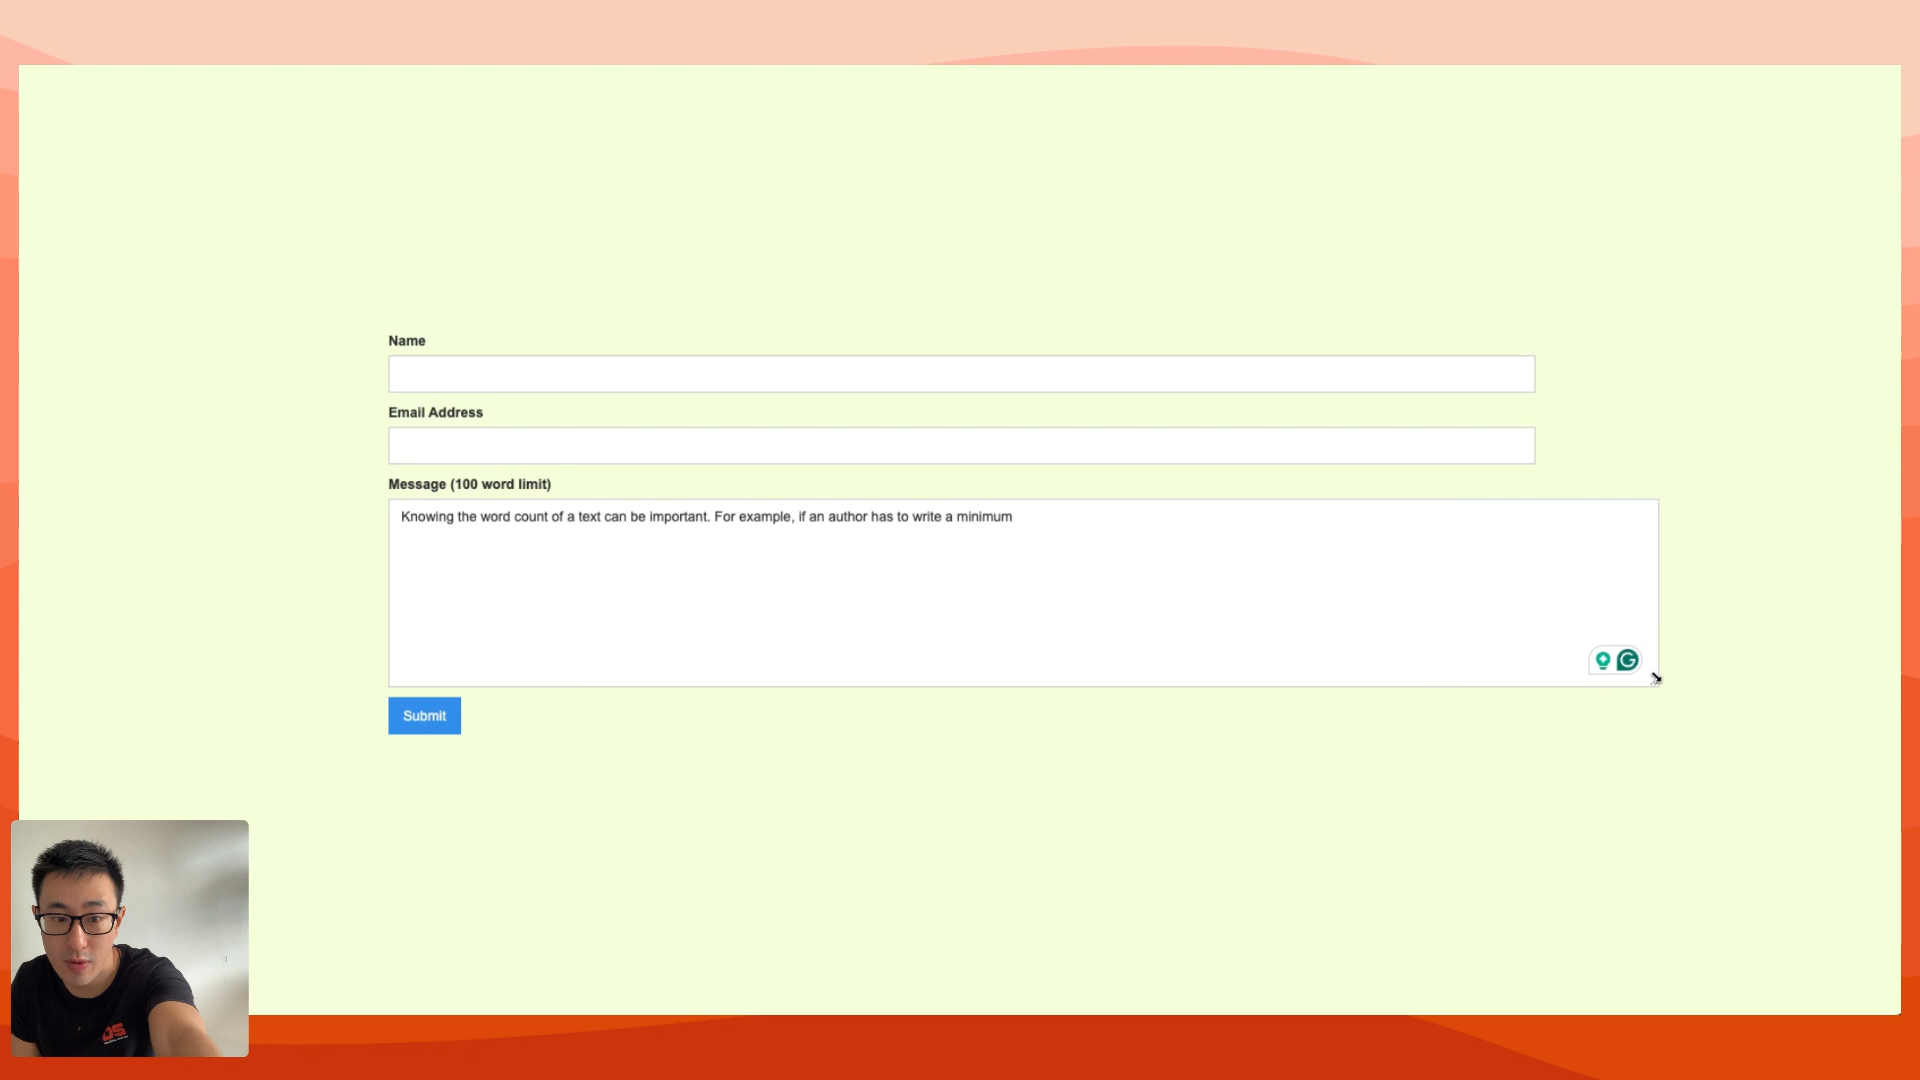 Name
Email Address
Message (100 word limit)
Knowing the word count of a text can be important. For example, if an author has to write a minimum
Submit
DS